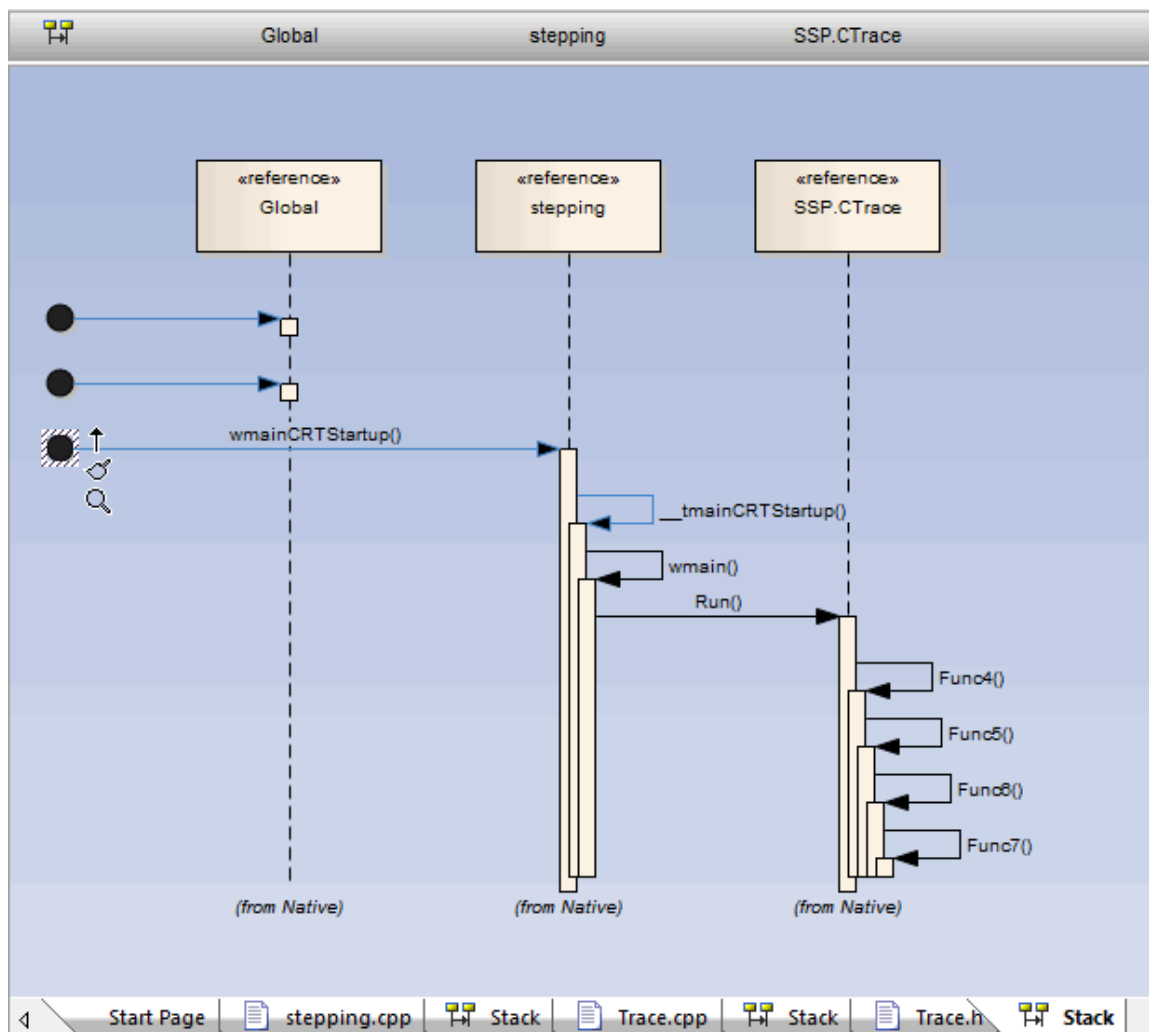 Global stepping SSP.CTrace
«reference» «reference» «reference»
Global stepping SSP.CTrace
wmainCRTStartup()
__tmainCRTStartup()
wmain()
Run()
Func4()
Func5()
Func6()
Func7()
(from Native) (from Native) (from Native)
Start Page stepping.cpp Stack Trace.cpp Stack Trace.h Stack